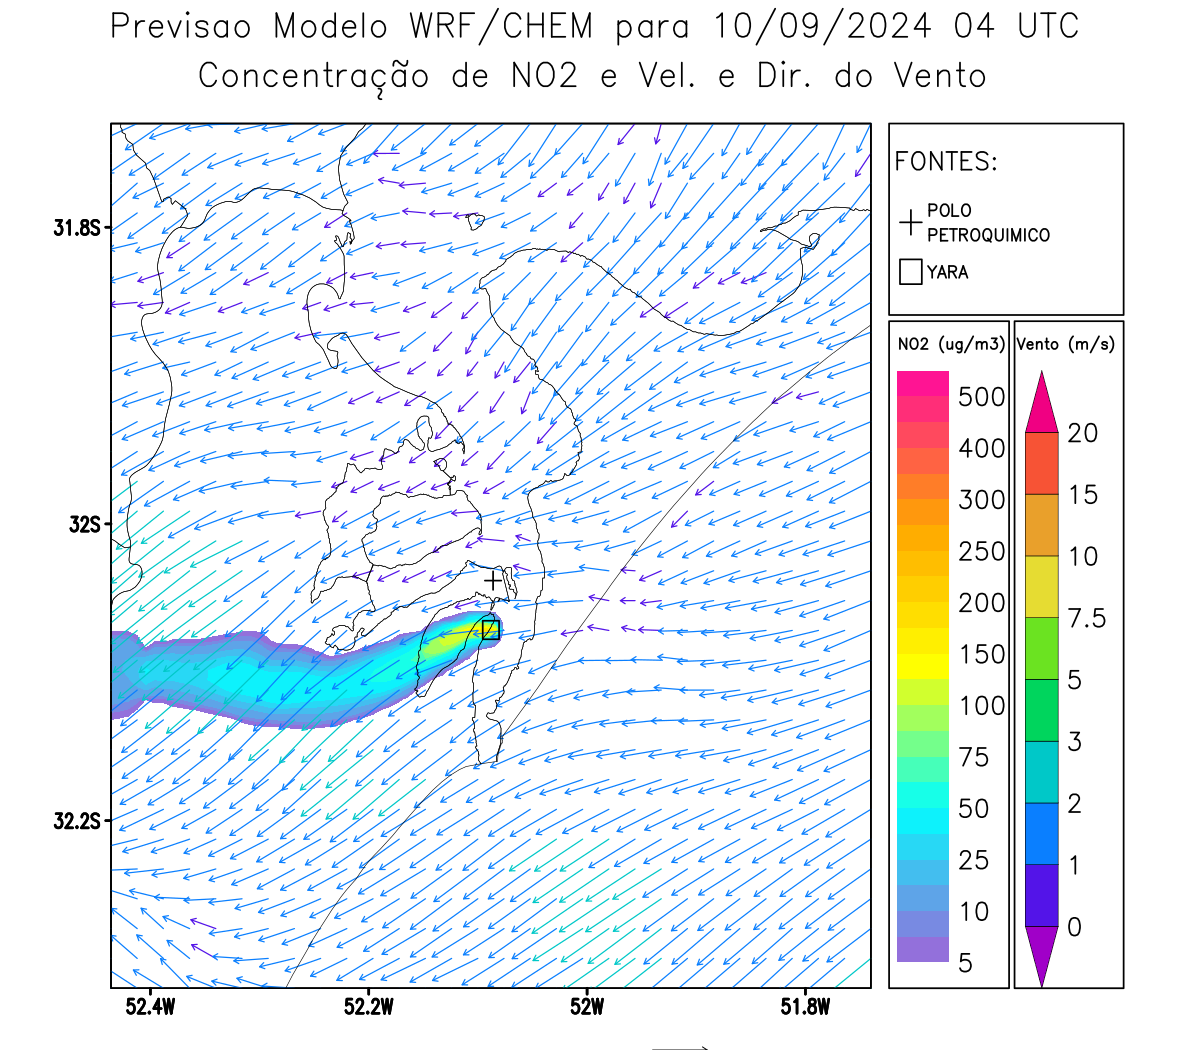 Previsao Modelo WRF/CHEM para 10/09/2024 04 UTC
Concentração de NO2 e Vel. e Dir. do Vento
FONTES:
POLO
PETROQUIMICO
YARA
NO2 (ug/m3)
500
400
300
250
200
150
100
75
50
25
10
5
Vento (m/s)
20
15
10
7.5
5
3
2
1
0
31.8S
32S
32.2S
52.4W
52.2W
52W
51.8W